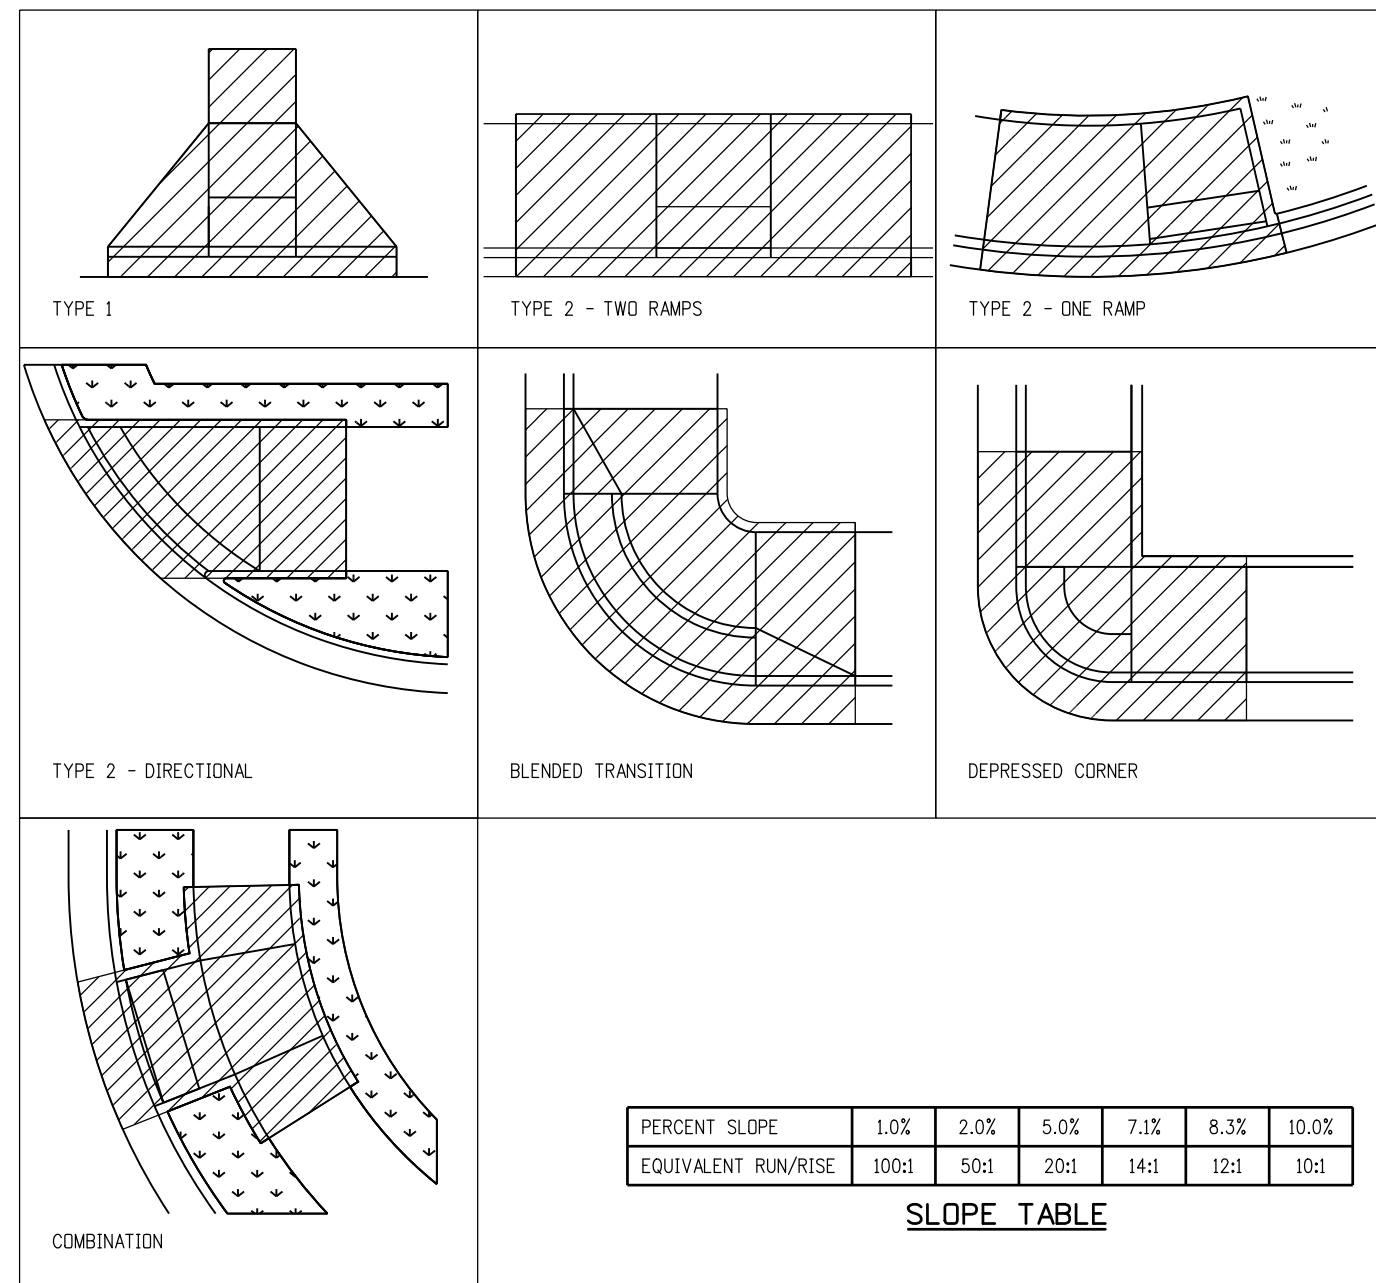 TYPE 1
TYPE 2 - TWO RAMPS
TYPE 2 - ONE RAMP
TYPE 2 - DIRECTIONAL
BLENDED TRANSITION
DEPRESSED CORNER
COMBINATION
PERCENT SLOPE 1.0% 2.0% 5.0% 7.1% 8.3% 10.0%
EQUIVALENT RUN/RISE 100:1 50:1 20:1 14:1 12:1 10:1
SLOPE TABLE